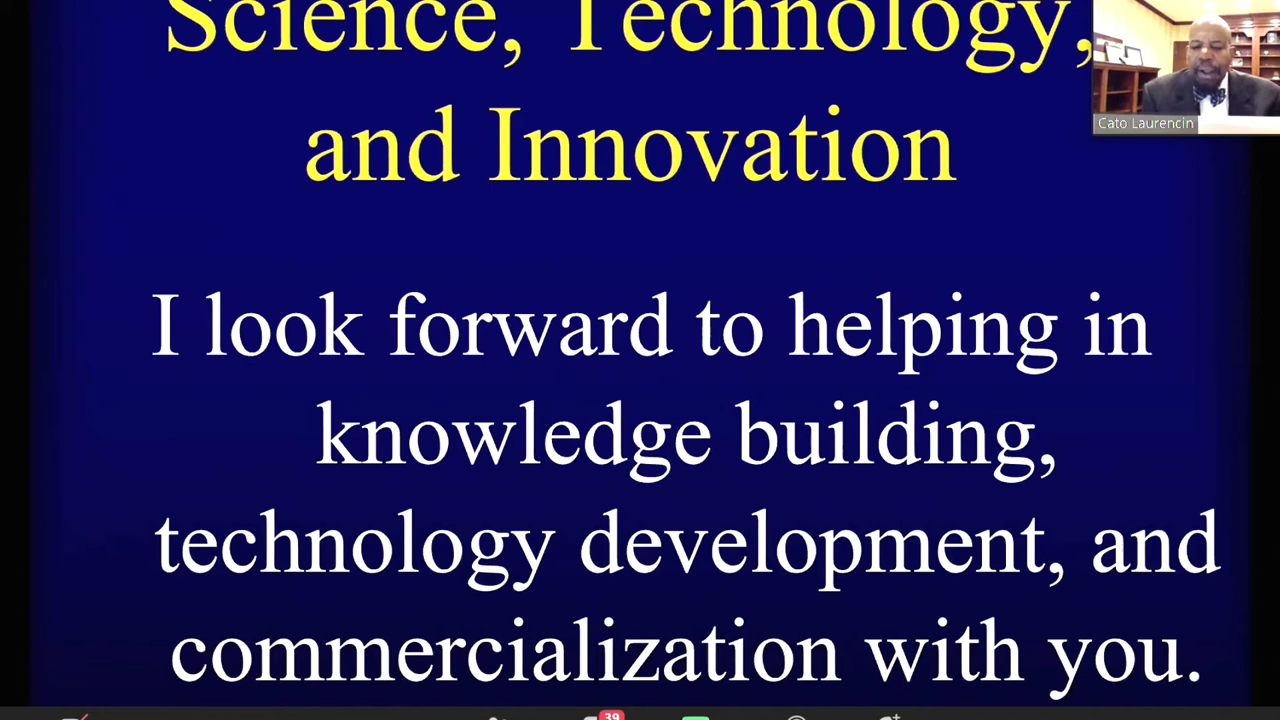 Science, Technology,
and Innovation
Cato Laurencin
I look forward to helping in
knowledge building,
technology development, and
commercialization with you.
39